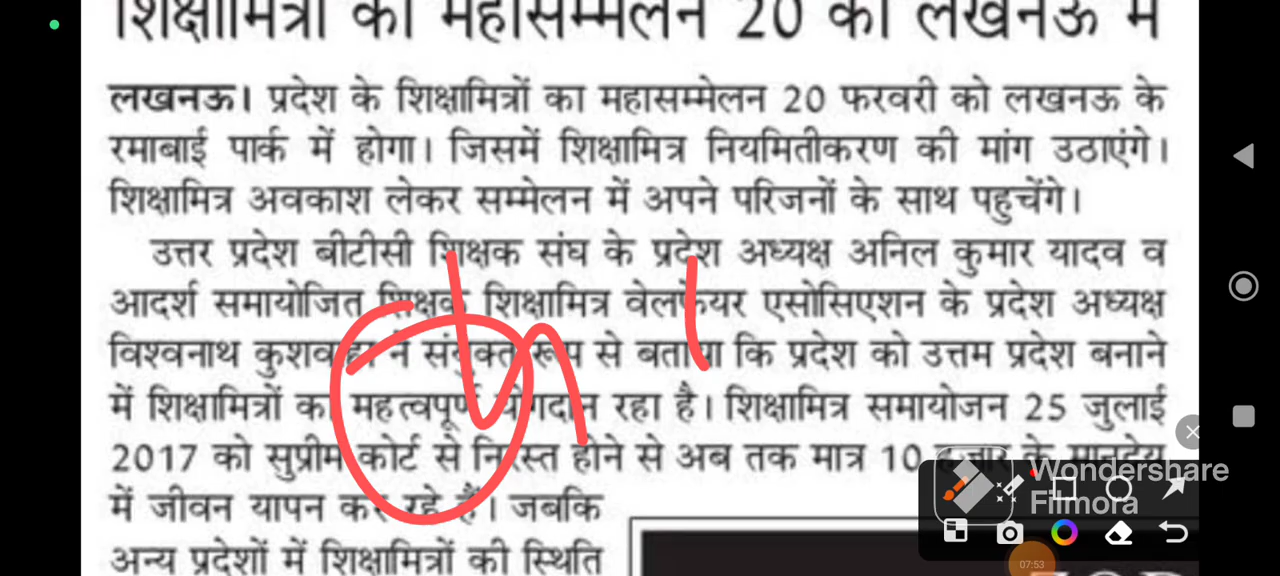 शिक्षामित्रों का महासम्मेलन 20 को लखनऊ में
लखनऊ। प्रदेश के शिक्षामित्रों का महासम्मेलन 20 फरवरी को लखनऊ के
रमाबाई पार्क में होगा। जिसमें शिक्षामित्र नियमितीकरण की मांग उठाएंगे।
शिक्षामित्र अवकाश लेकर सम्मेलन में अपने परिजनों के साथ पहुचेंगे।
उत्तर प्रदेश बीटीसी शिक्षक संघ के प्रदेश अध्यक्ष अनिल कुमार यादव व
आदर्श समायोजित शिक्षक शिक्षामित्र वेलफेयर एसोसिएशन के प्रदेश अध्यक्ष
विश्वनाथ कुशवाहा ने संयुक्त रूप से बताया कि प्रदेश को उत्तम प्रदेश बनाने
में शिक्षामित्रों का महत्वपूर्ण योगदान रहा है। शिक्षामित्र समायोजन 25 जुलाई
2017 को सुप्रीम कोर्ट से निरस्त होने से अब तक मात्र 10 हजार के मानदेय
में जीवन यापन कर रहे हैं। जबकि
अन्य प्रदेशों में शिक्षामित्रों की स्थिति
Wondershare
Filmora
07:53